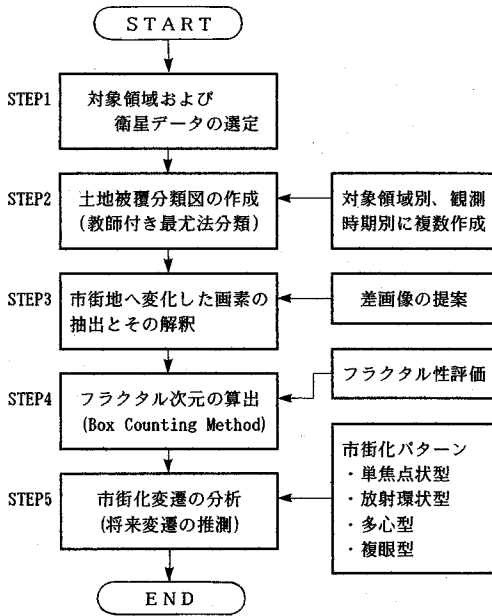 START
STEP1
対象領域および
衛星データの選定
STEP2
土地被覆分類図の作成
(教師付き最尤法分類)
対象領域別、観測
時期別に複数作成
STEP3
市街地へ変化した画素の
抽出とその解釈
差画像の提案
STEP4
フラクタル次元の算出
(Box Counting Method)
フラクタル性評価
STEP5
市街化変遷の分析
(将来変遷の推測)
市街化パターン
・単焦点状型
・放射環状型
・多心型
・複眼型
END